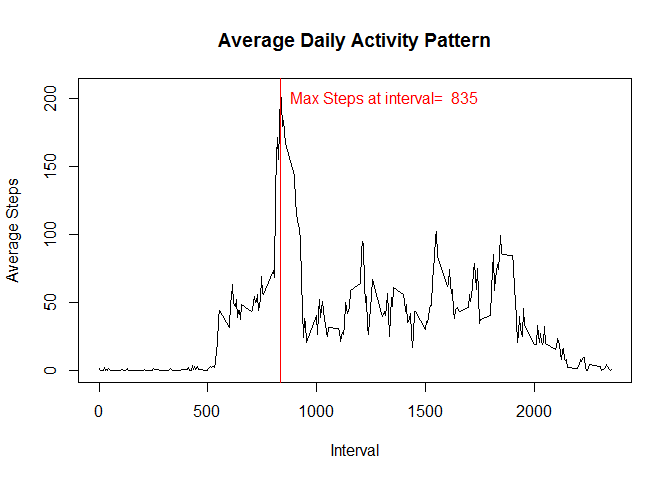 Average Daily Activity Pattern
Max Steps at interval=  835
Average Steps
200
150
100
50
0
0 500 1000 1500 2000
Interval